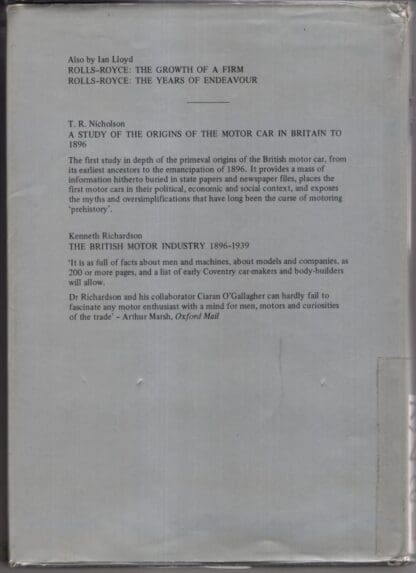 Also by Ian Lloyd
ROLLS-ROYCE: THE GROWTH OF A FIRM
ROLLS-ROYCE: THE YEARS OF ENDEAVOUR
T. R. Nicholson
A STUDY OF THE ORIGINS OF THE MOTOR CAR IN BRITAIN TO
1896
The first study in depth of the primeval origins of the British motor car, from
its earliest ancestors to the emancipation of 1896. It provides a mass of
information hitherto buried in state papers and newspaper files, places the
first motor cars in their political, economic and social context, and exposes
the myths and oversimplifications that have long been the curse of motoring
'prehistory'.
Kenneth Richardson
THE BRITISH MOTOR INDUSTRY 1896-1939
'It is as full of facts about men and machines, about models and companies, as
200 or more pages, and a list of early Coventry car-makers and body-builders
will allow.
Dr Richardson and his collaborator Ciaran O'Gallagher can hardly fail to
fascinate any motor enthusiast with a mind for men, motors and curiosities
of the trade' – Arthur Marsh, Oxford Mail